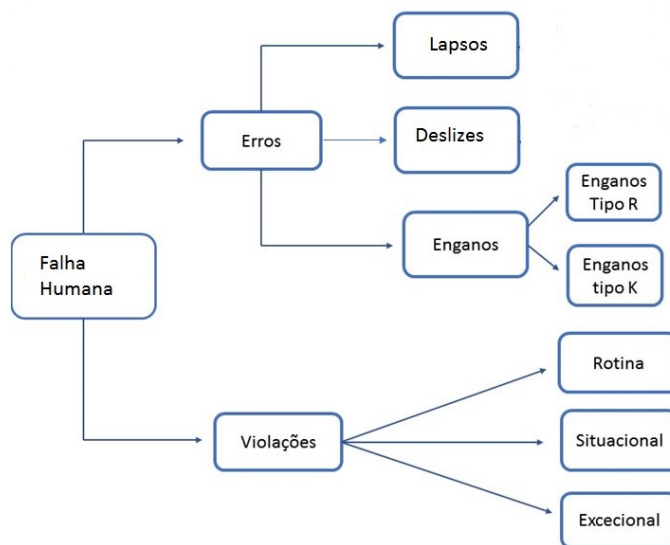 Lapsos
Erros
Deslizes
Enganos
Tipo R
Enganos
Falha
Humana
Enganos
tipo K
Rotina
Violações
Situacional
Excecional